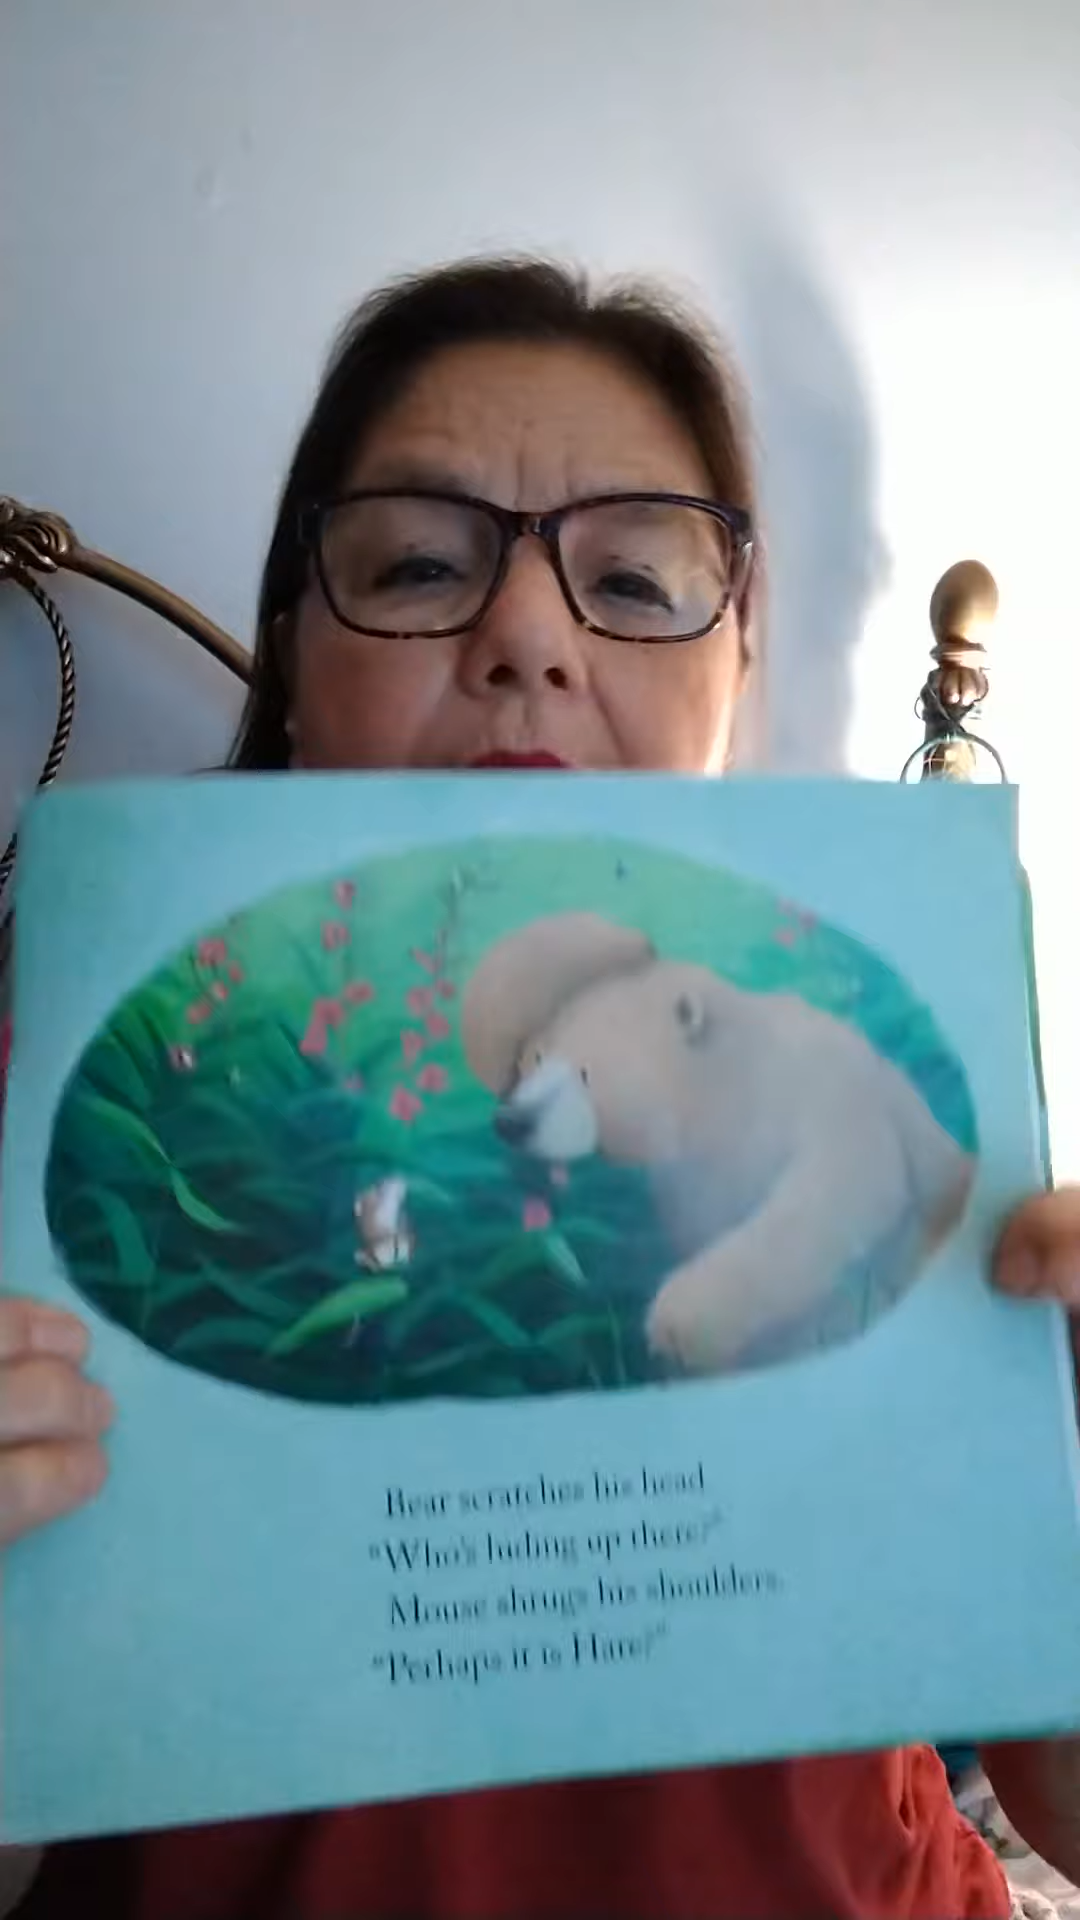 Bear scratches his head
"Who's hiding up there?"
Mouse shrugs his shoulders.
"Perhaps it is Hare?"